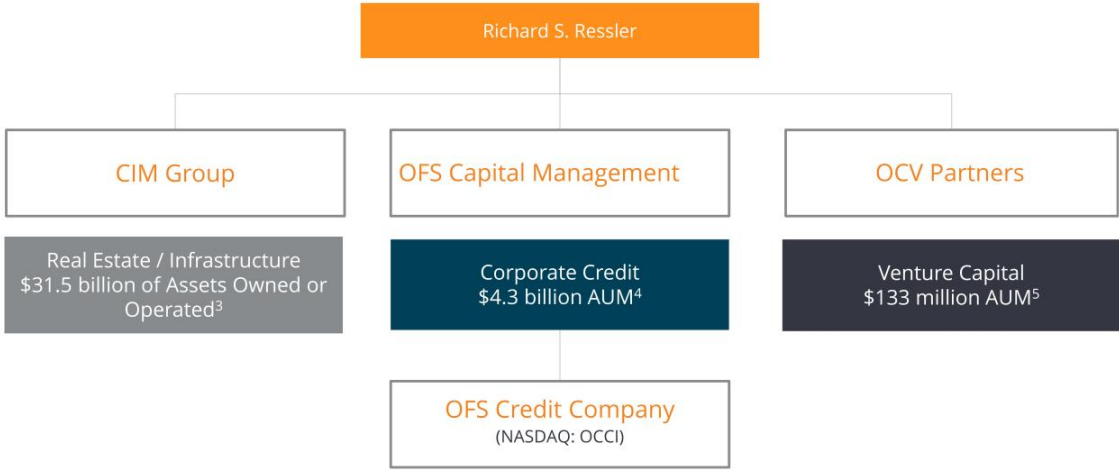 Richard S. Ressler
CIM Group
OFS Capital Management
OCV Partners
Real Estate / Infrastructure
$31.5 billion of Assets Owned or
Operated³
Corporate Credit
$4.3 billion AUM⁴
Venture Capital
$133 million AUM⁵
OFS Credit Company
(NASDAQ: OCCI)